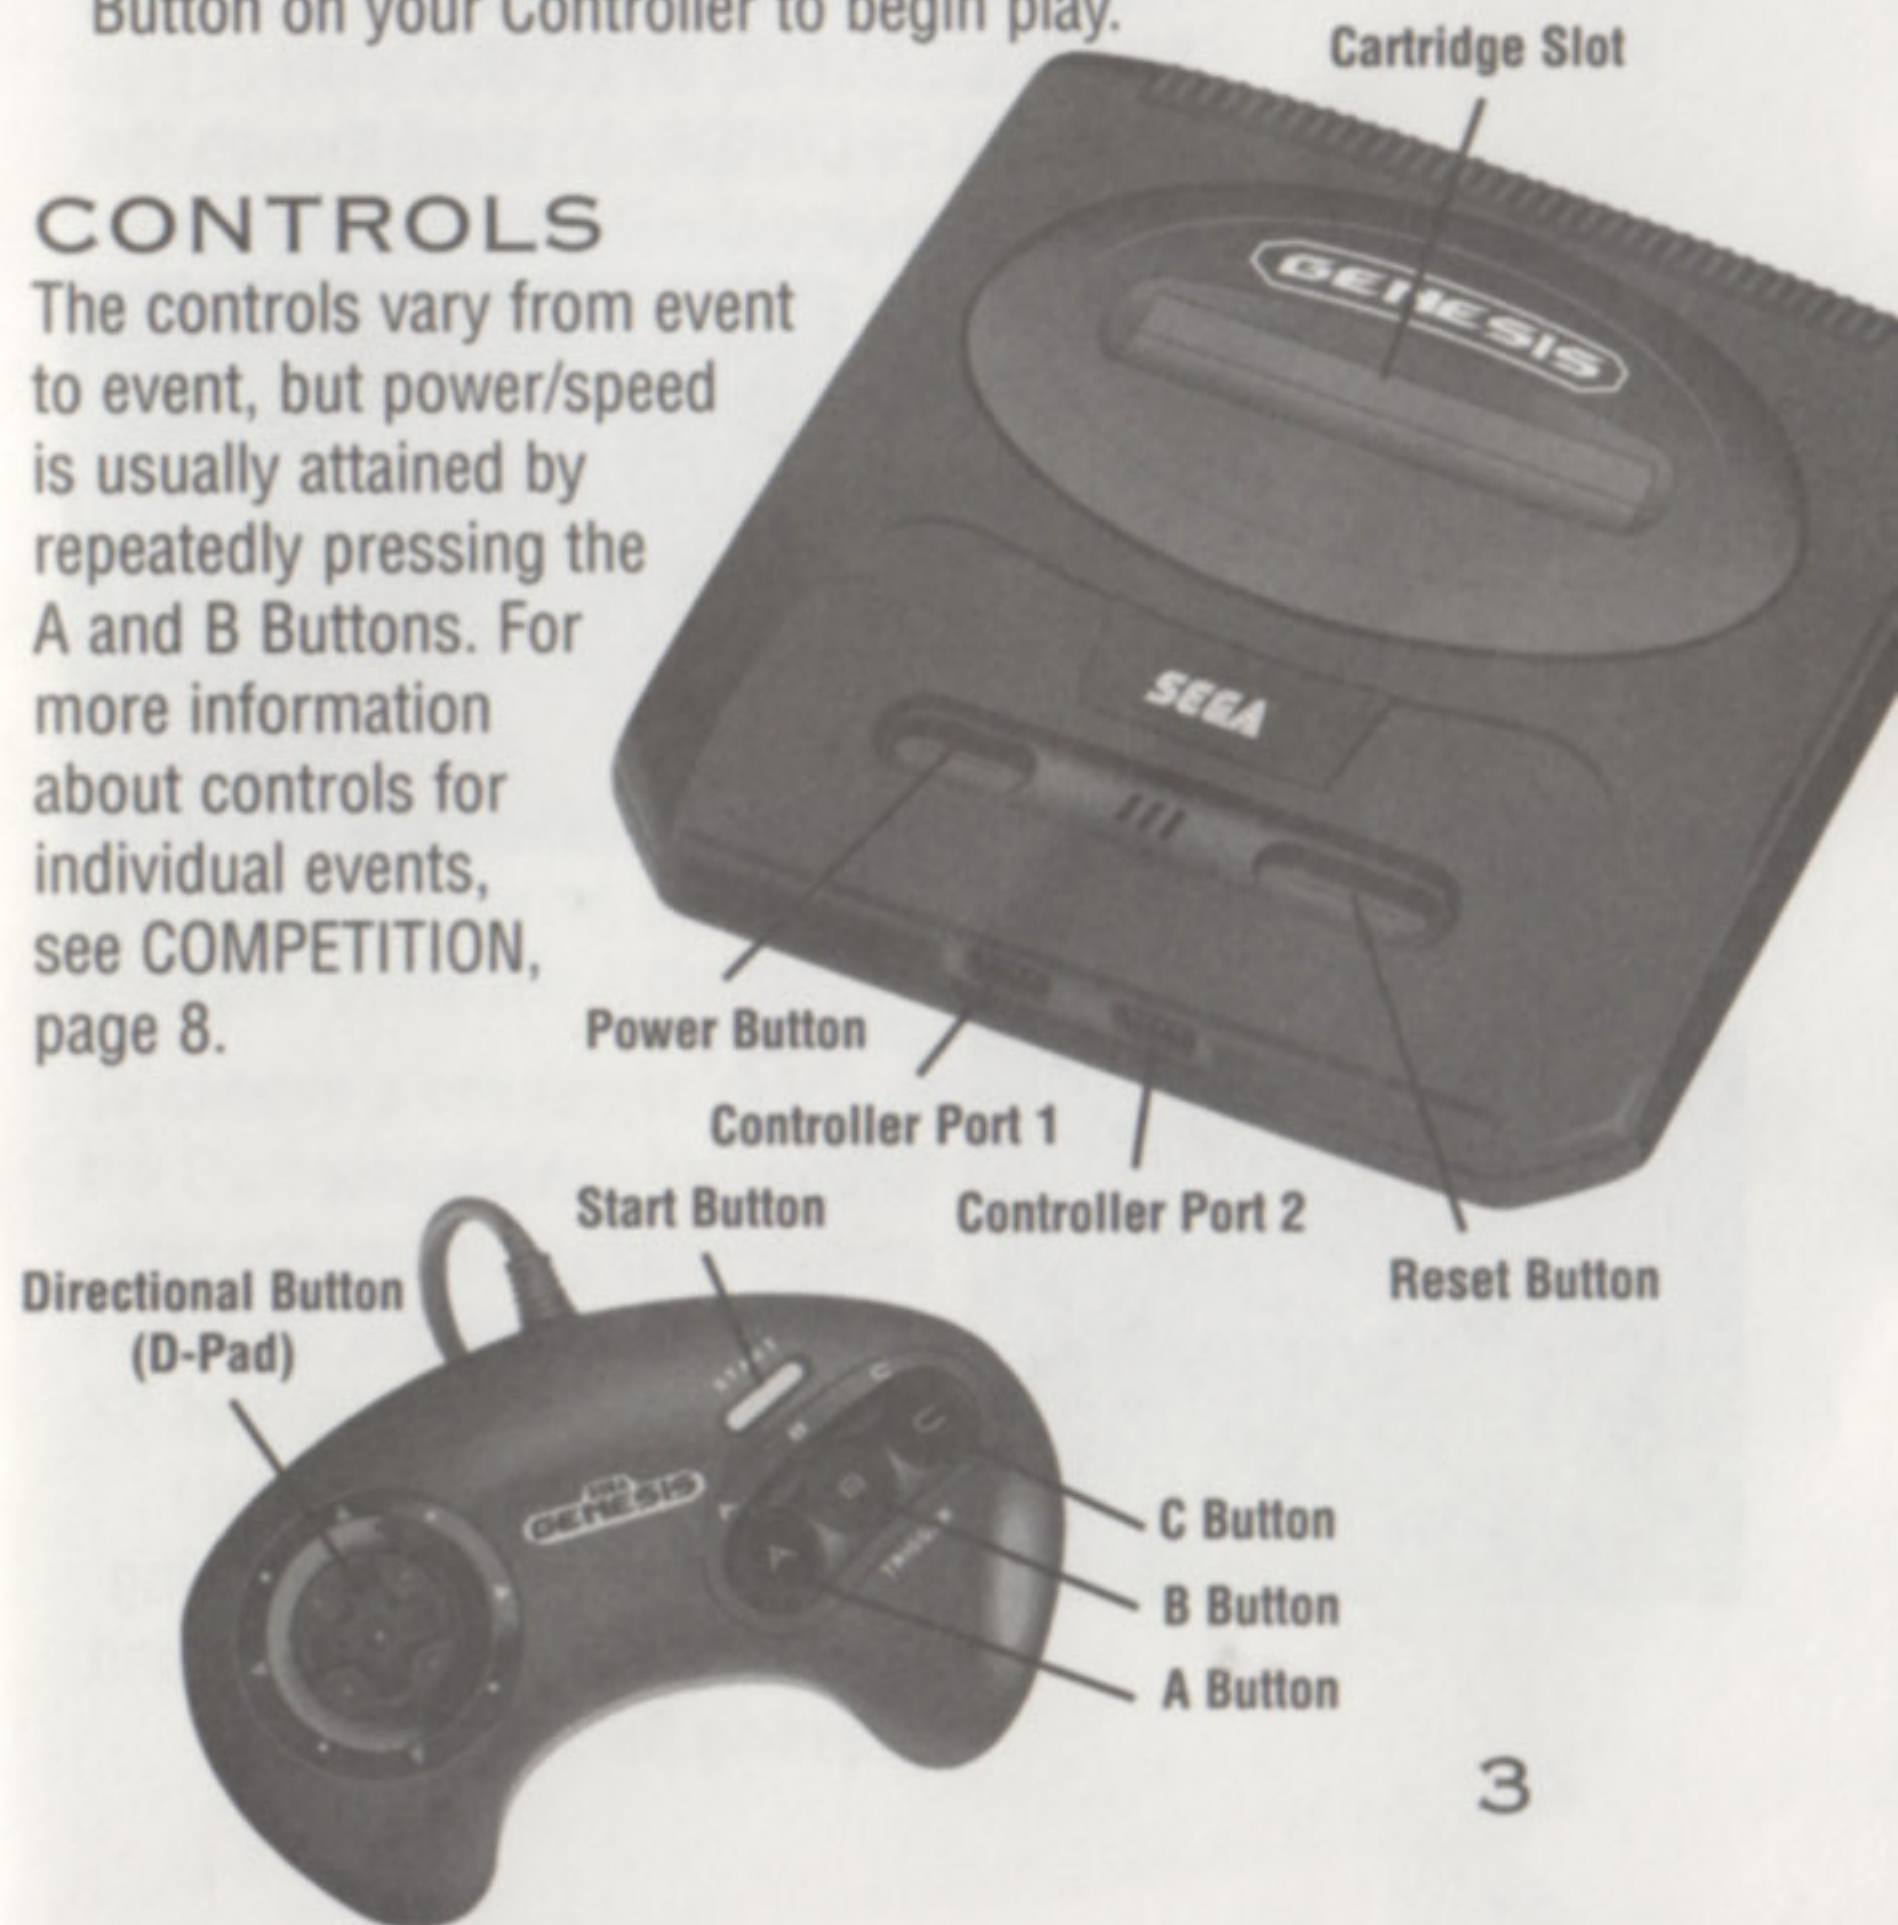 Button on your Controller to begin play.
Cartridge Slot
CONTROLS
The controls vary from event
to event, but power/speed
is usually attained by
repeatedly pressing the
A and B Buttons. For
more information
about controls for
individual events,
see COMPETITION,
page 8.
GENESIS
SEGA
Power Button
Controller Port 1
Controller Port 2
Reset Button
Start Button
Directional Button
(D-Pad)
START
GENESIS
A
B
C
A
B
C
C Button
B Button
A Button
3